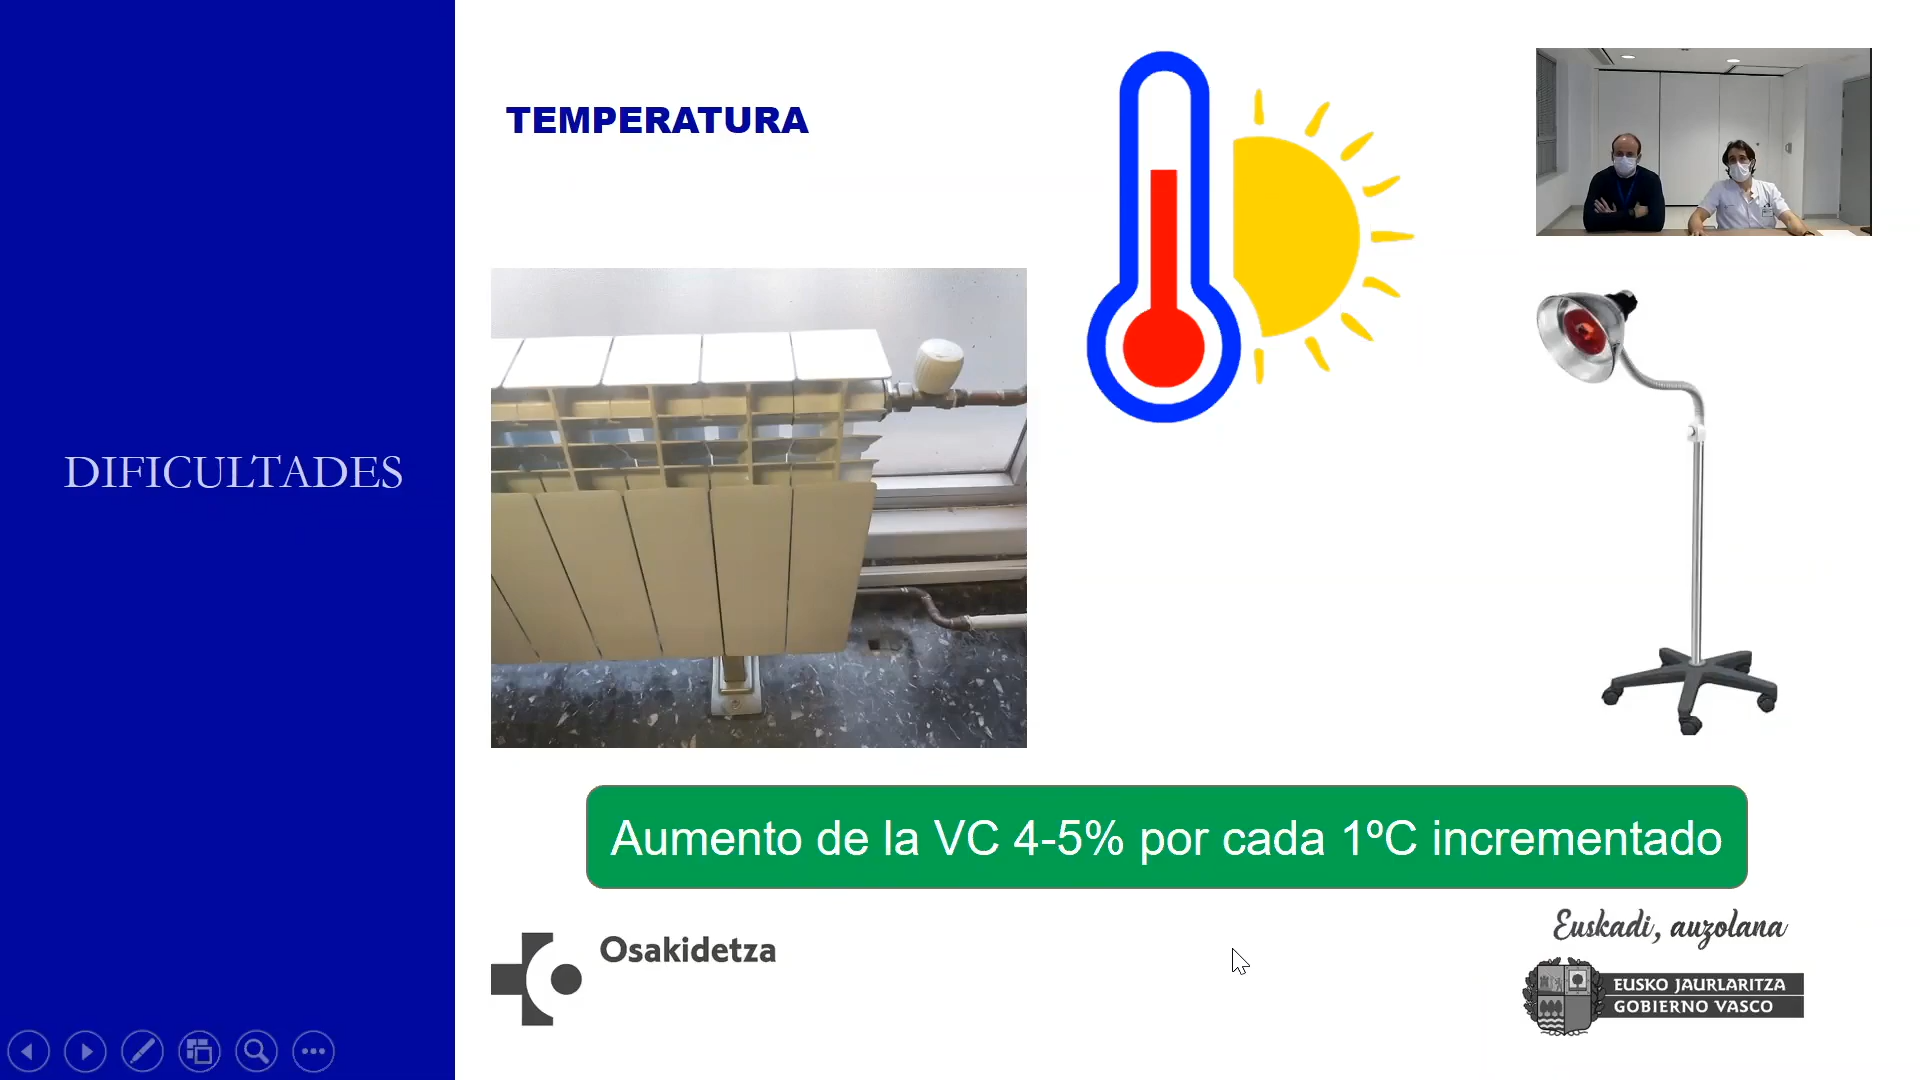 TEMPERATURA
DIFICULTADES
Aumento de la VC 4-5% por cada 1ºC incrementado
Osakidetza
Euskadi, auzolana
EUSKO JAURLARITZA
GOBIERNO VASCO